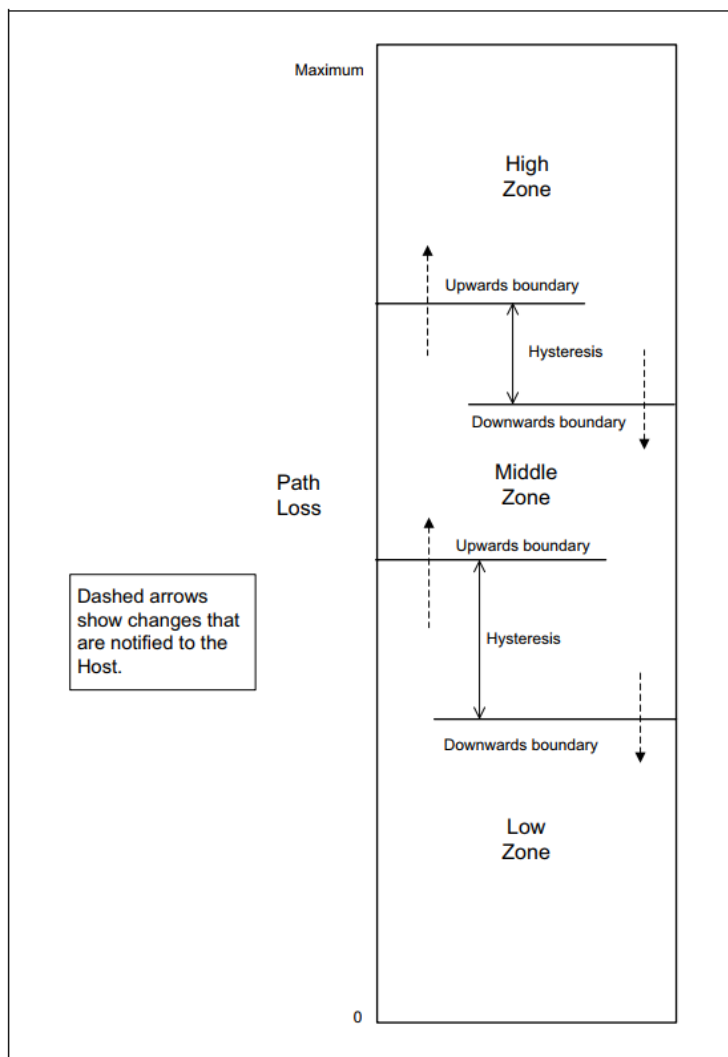 Maximum
High
Zone
Upwards boundary
Hysteresis
Downwards boundary
Path
Loss
Middle
Zone
Upwards boundary
Dashed arrows
show changes that
are notified to the
Host.
Hysteresis
Downwards boundary
Low
Zone
0